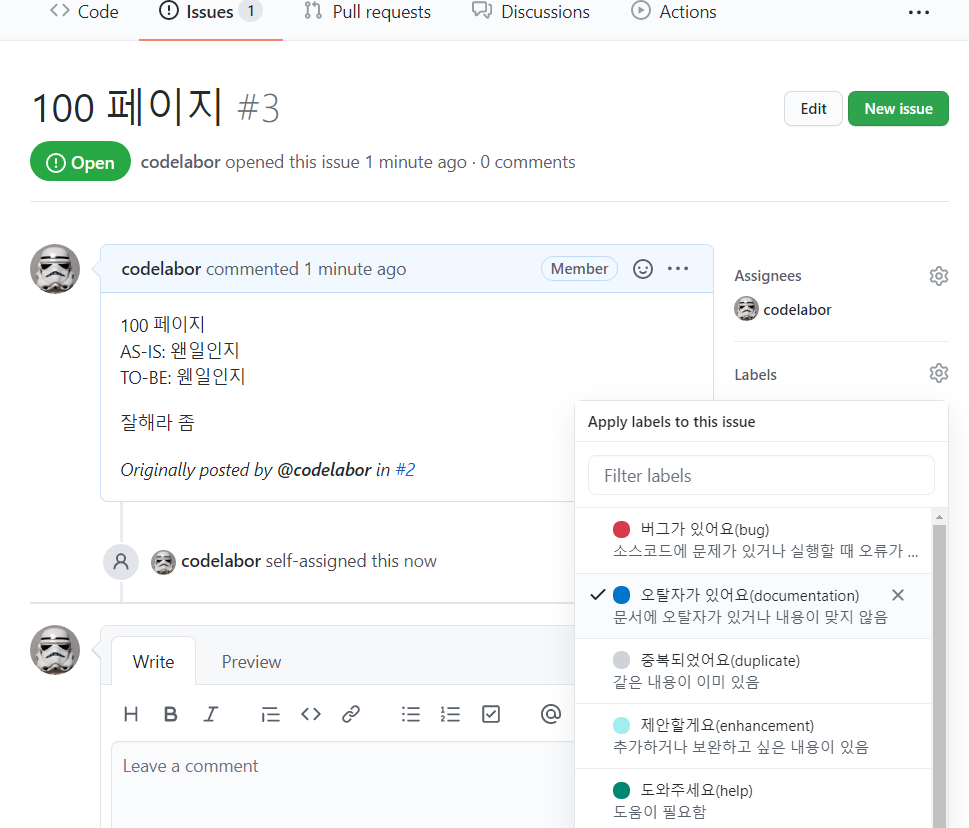 Code
Issues 1
Pull requests
Discussions
Actions
100 페이지 #3
Edit
New issue
Open
codelabor opened this issue 1 minute ago · 0 comments
codelabor commented 1 minute ago
Member
100 페이지
AS-IS: 왠일인지
TO-BE: 웬일인지
잘해라 좀
Originally posted by @codelabor in #2
Assignees
codelabor
Labels
Apply labels to this issue
Filter labels
버그가 있어요(bug)
소스코드에 문제가 있거나 실행할 때 오류가 ...
오탈자가 있어요(documentation)
문서에 오탈자가 있거나 내용이 맞지 않음
중복되었어요(duplicate)
같은 내용이 이미 있음
제안할게요(enhancement)
추가하거나 보완하고 싶은 내용이 있음
도와주세요(help)
도움이 필요함
codelabor self-assigned this now
Write
Preview
H B I @
Leave a comment